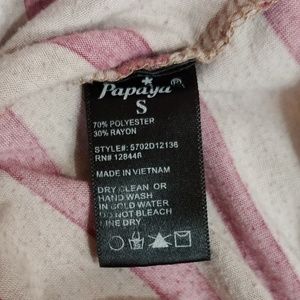 Papaya®
S
70% POLYESTER
30% RAYON
STYLE#: 5702D12136
RN# 128446
MADE IN VIETNAM
DRY CLEAN OR
HAND WASH
IN COLD WATER
DO NOT BLEACH
LINE DRY